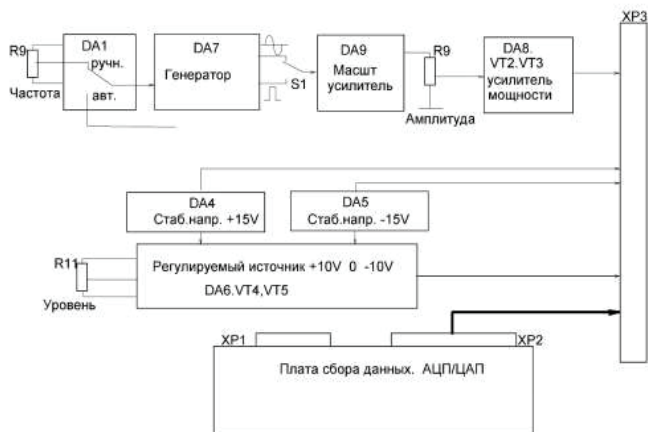 XP3
R9
Частота
DA1
ручн.
авт.
DA7
Генератор
S1
DA9
Масшт
усилитель
R9
Амплитуда
DA8.
VT2.VT3
усилитель
мощности
DA4
Стаб.напр. +15V
DA5
Стаб.напр. -15V
R11
Уровень
Регулируемый источник +10V 0 -10V
DA6.VT4,VT5
XP1
XP2
Плата сбора данных. АЦП/ЦАП